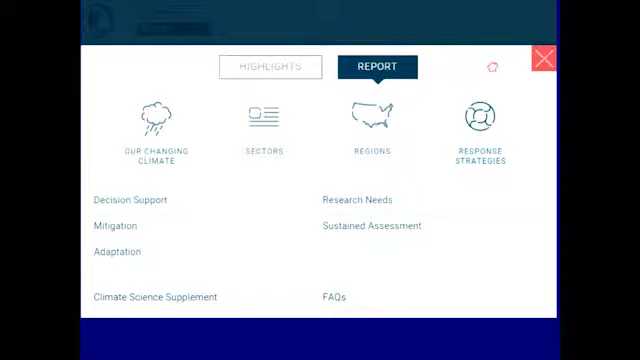 HIGHLIGHTS
REPORT
OUR CHANGING
CLIMATE
SECTORS
REGIONS
RESPONSE
STRATEGIES
Decision Support
Research Needs
Mitigation
Sustained Assessment
Adaptation
Climate Science Supplement
FAQs